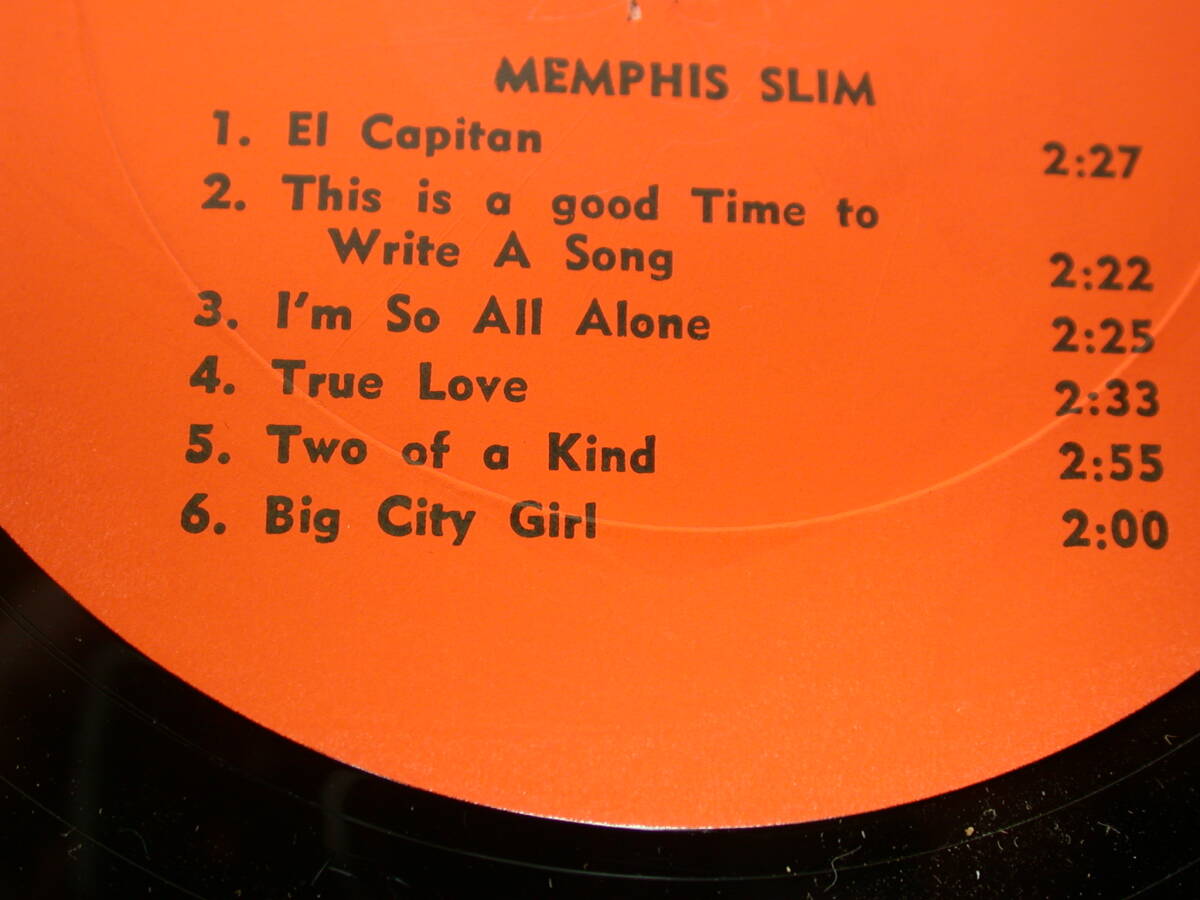 MEMPHIS SLIM
1. El Capitan 2:27
2. This is a good Time to
Write A Song 2:22
3. I'm So All Alone 2:25
4. True Love 2:33
5. Two of a Kind 2:55
6. Big City Girl 2:00